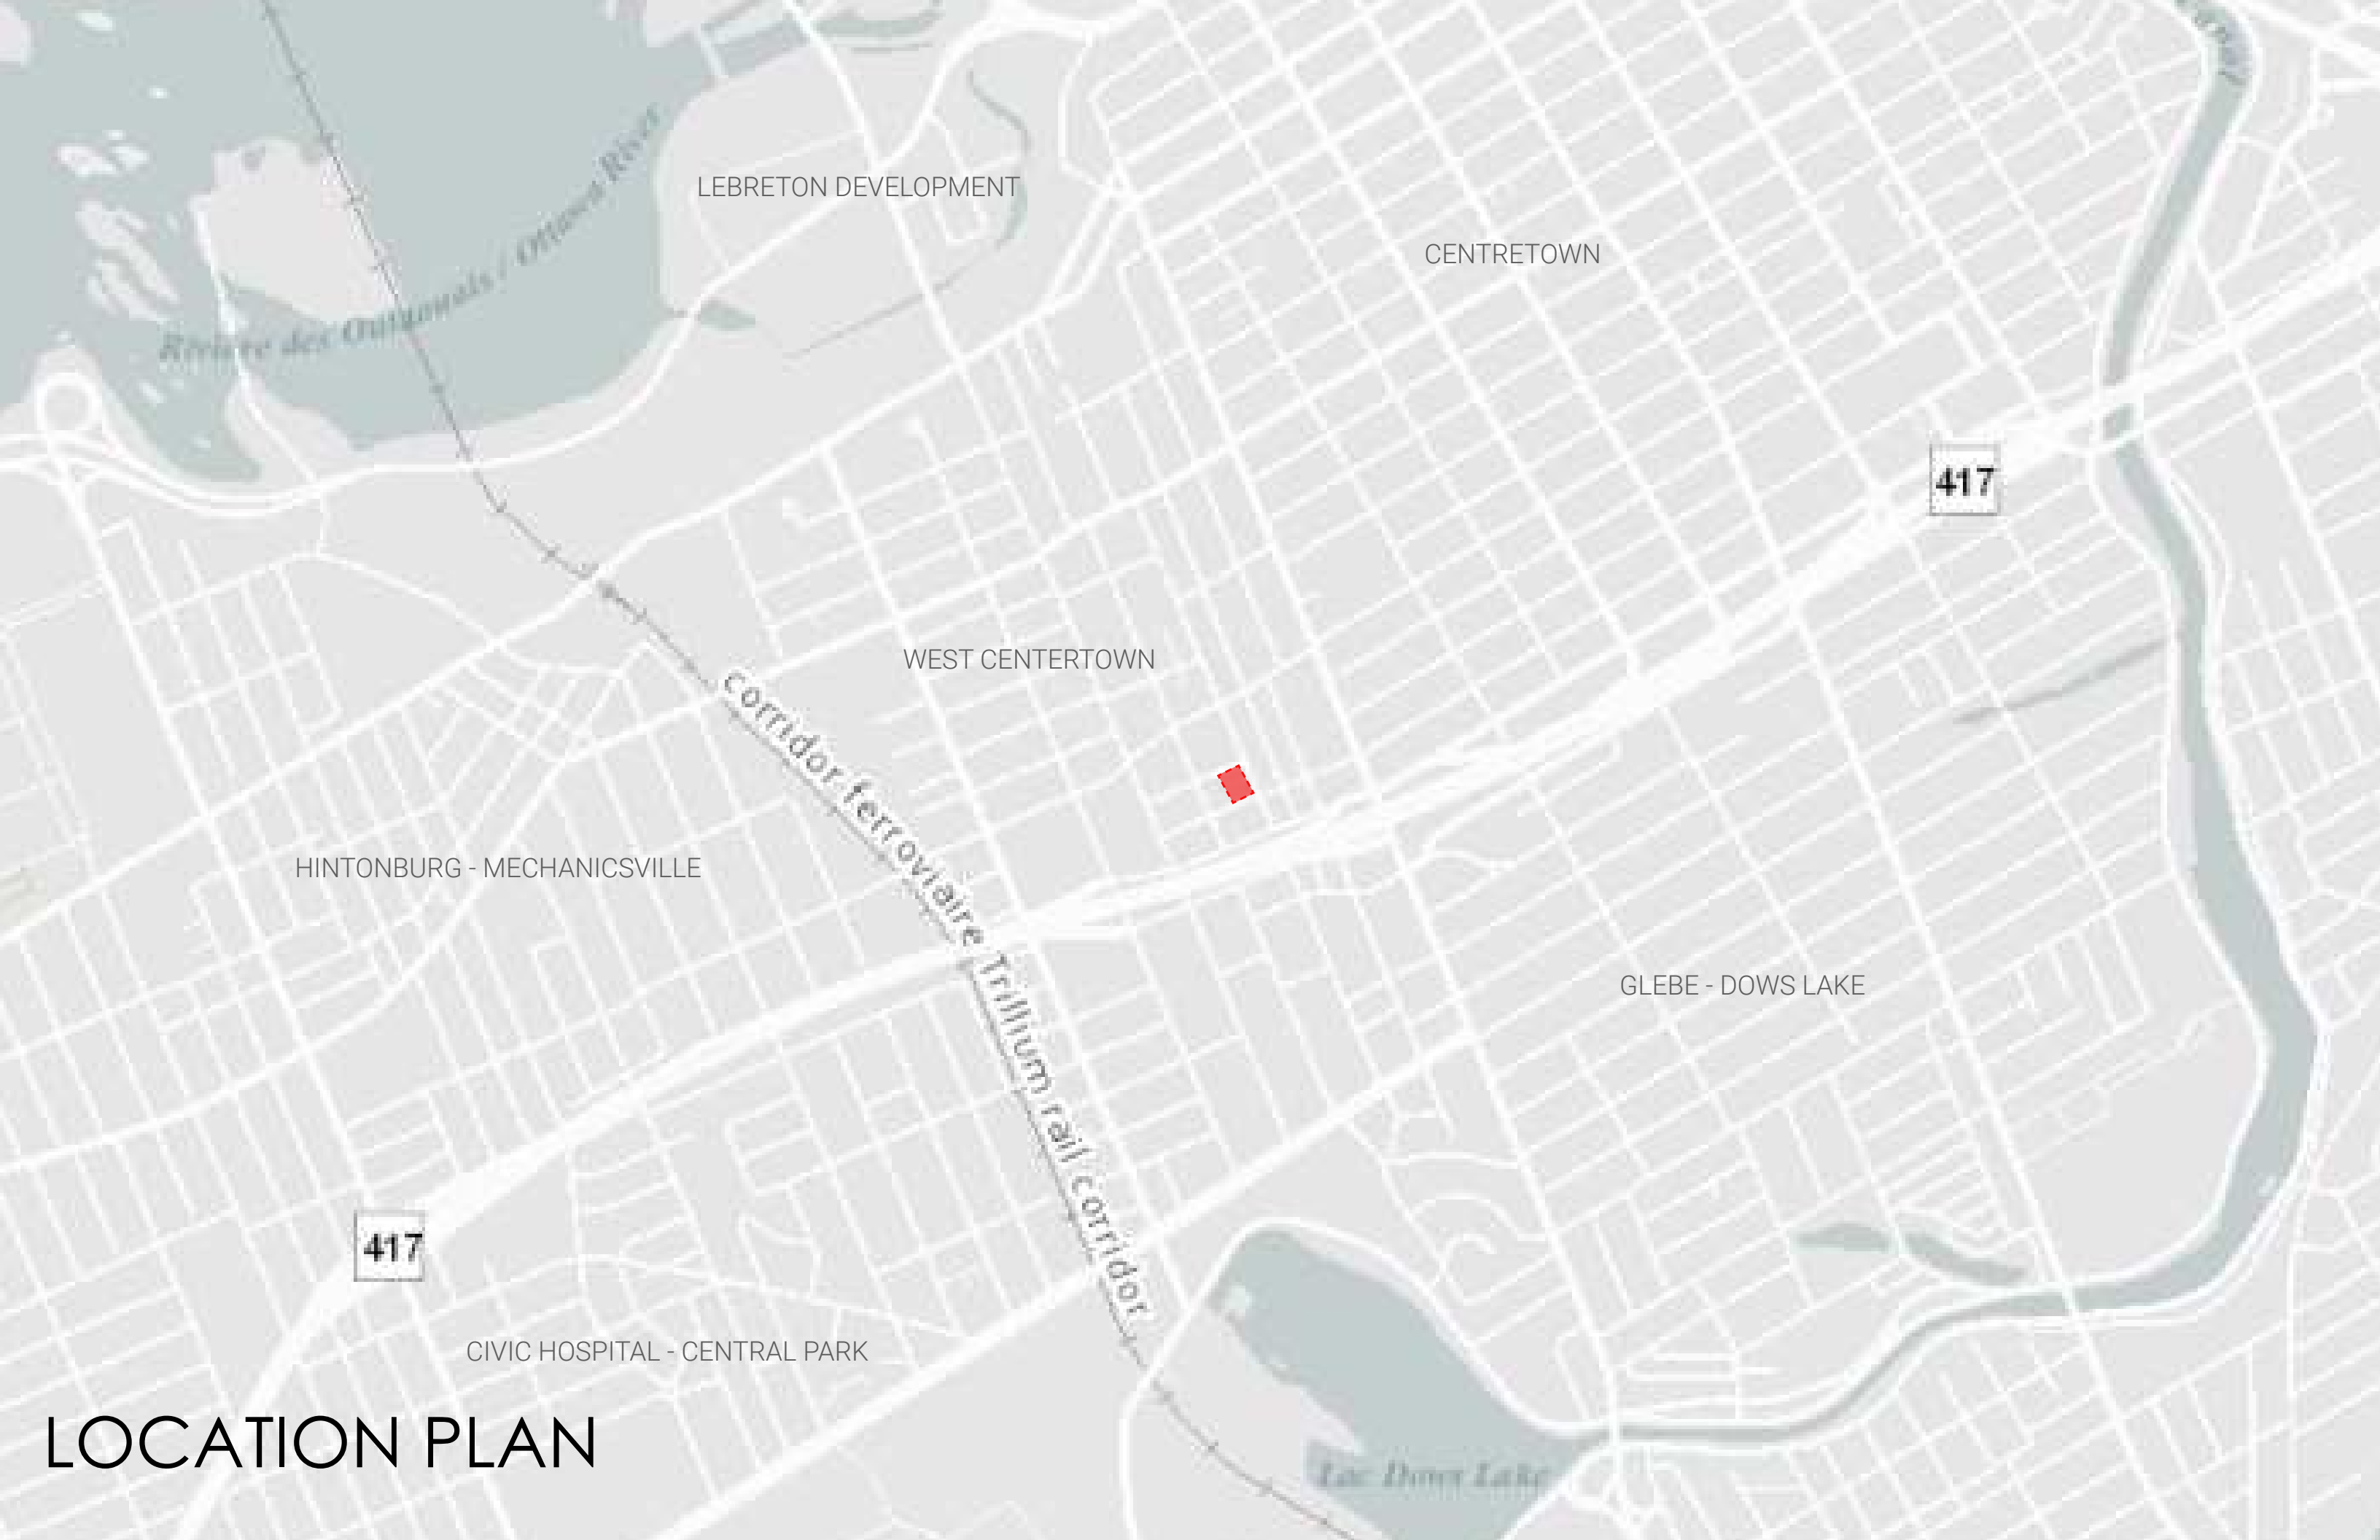 Canal
LEBRETON DEVELOPMENT
CENTRETOWN
Rivière des Outaouais / Ottawa River
417
WEST CENTERTOWN
corridor ferroviaire Trillium rail corridor
HINTONBURG - MECHANICSVILLE
GLEBE - DOWS LAKE
417
CIVIC HOSPITAL - CENTRAL PARK
LOCATION PLAN
Lac Dows Lake